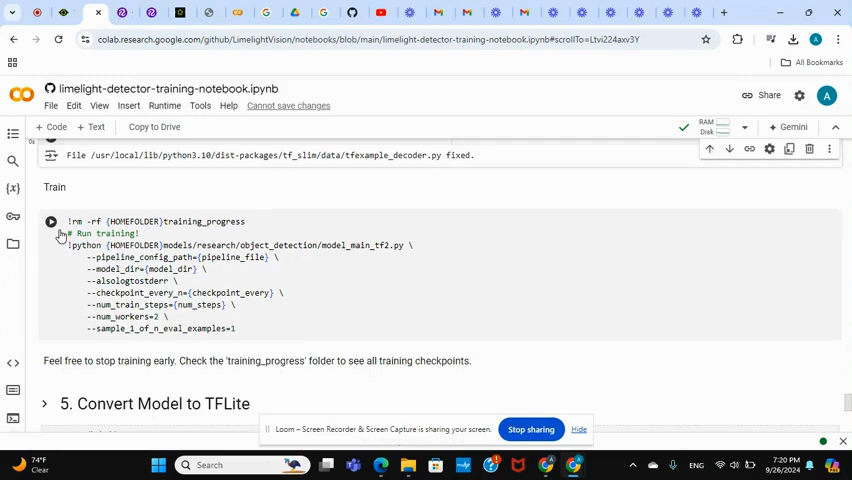 colab.research.google.com/github/LimelightVision/notebooks/blob/main/limelight-detector-training-notebook.ipynb#scrollTo=Ltvi224axv3Y
All Bookmarks
limelight-detector-training-notebook.ipynb
File Edit View Insert Runtime Tools Help Cannot save changes
Share
A
+ Code + Text Copy to Drive
RAM
Disk
Gemini
0s
File /usr/local/lib/python3.10/dist-packages/tf_slim/data/tfexample_decoder.py fixed.
Train
!rm -rf {HOMEFOLDER}training_progress
# Run training!
!python {HOMEFOLDER}models/research/object_detection/model_main_tf2.py \
--pipeline_config_path={pipeline_file} \
--model_dir={model_dir} \
--alsologtostderr \
--checkpoint_every_n={checkpoint_every} \
--num_train_steps={num_steps} \
--num_workers=2 \
--sample_1_of_n_eval_examples=1
Feel free to stop training early. Check the 'training_progress' folder to see all training checkpoints.
5. Convert Model to TFLite
Loom – Screen Recorder & Screen Capture is sharing your screen.
Stop sharing
Hide
74°F
Clear
Search
ENG
7:20 PM
9/26/2024